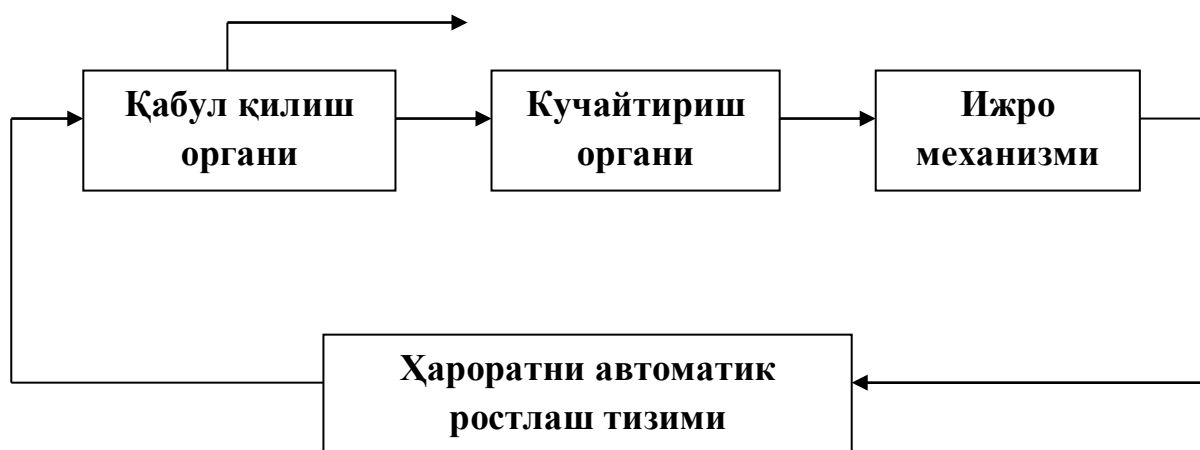 Қабул қилиш
органи
Кучайтириш
органи
Ижро
механизми
Ҳароратни автоматик
ростлаш тизими